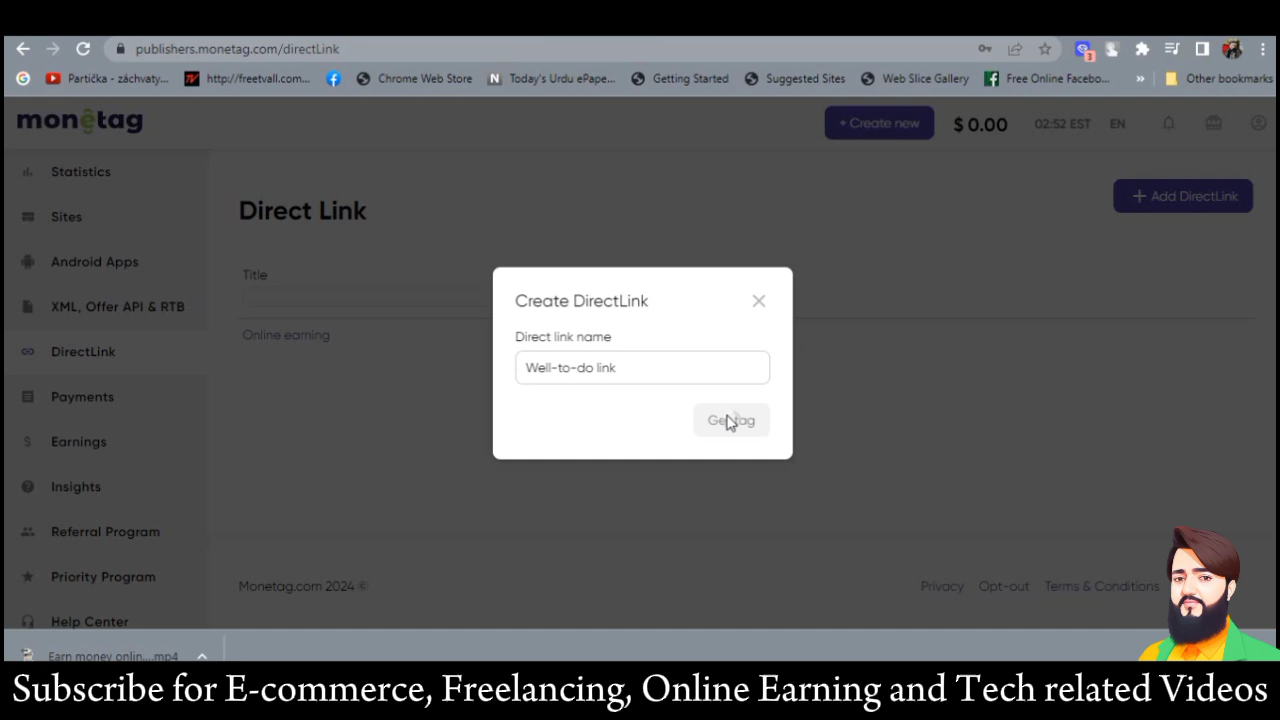 publishers.monetag.com/directLink
Partička - záchvaty... http://freetvall.com... Chrome Web Store Today's Urdu ePape... Getting Started Suggested Sites Web Slice Gallery Free Online Facebo... » Other bookmarks
3
monetag
+ Create new
$ 0.00
02:52 EST
EN
Statistics
Sites
Android Apps
XML, Offer API & RTB
DirectLink
Payments
Earnings
Insights
Referral Program
Priority Program
Help Center
Direct Link
+ Add DirectLink
Title
Online earning
Create DirectLink
Direct link name
Well-to-do link
Monetag.com 2024 ©
Privacy Opt-out Terms & Conditions
Earn money onlin....mp4
Subscribe for E-commerce, Freelancing, Online Earning and Tech related Videos